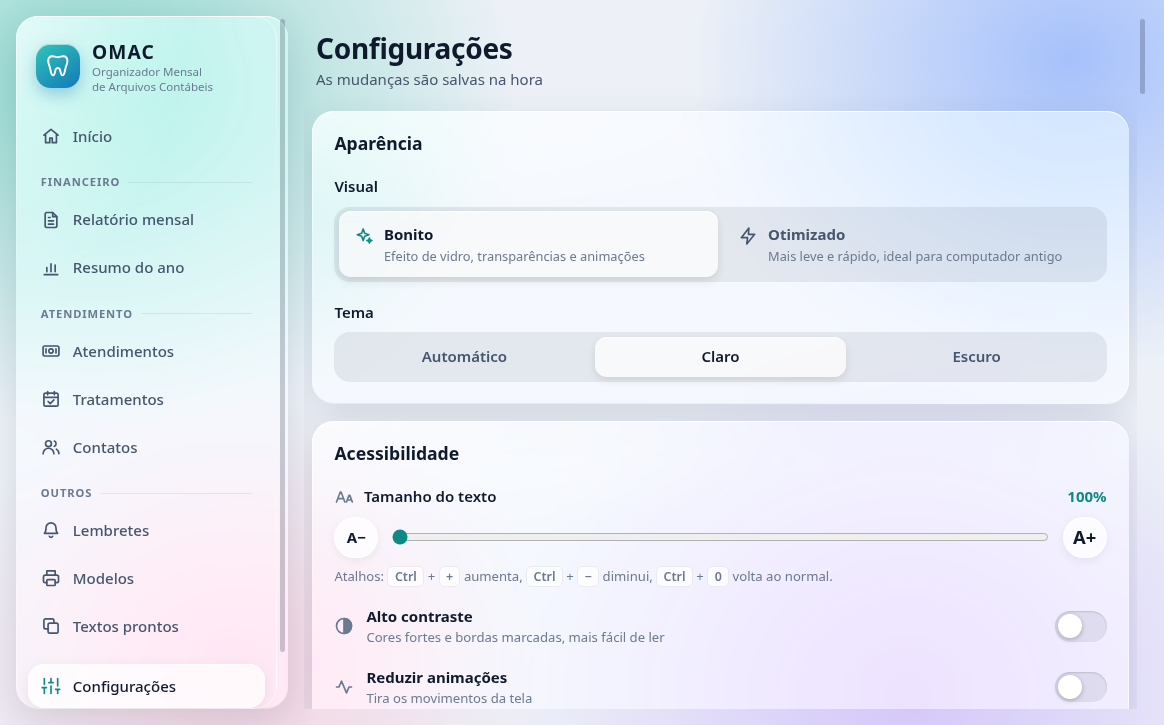 OMAC
Organizador Mensal
de Arquivos Contábeis
Início
FINANCEIRO
Relatório mensal
Resumo do ano
ATENDIMENTO
Atendimentos
Tratamentos
Contatos
OUTROS
Lembretes
Modelos
Textos prontos
Configurações
Configurações
As mudanças são salvas na hora
Aparência
Visual
Bonito
Efeito de vidro, transparências e animações
Otimizado
Mais leve e rápido, ideal para computador antigo
Tema
Automático
Claro
Escuro
Acessibilidade
AA Tamanho do texto 100%
A− A+
Atalhos: Ctrl + + aumenta, Ctrl + − diminui, Ctrl + 0 volta ao normal.
Alto contraste
Cores fortes e bordas marcadas, mais fácil de ler
Reduzir animações
Tira os movimentos da tela